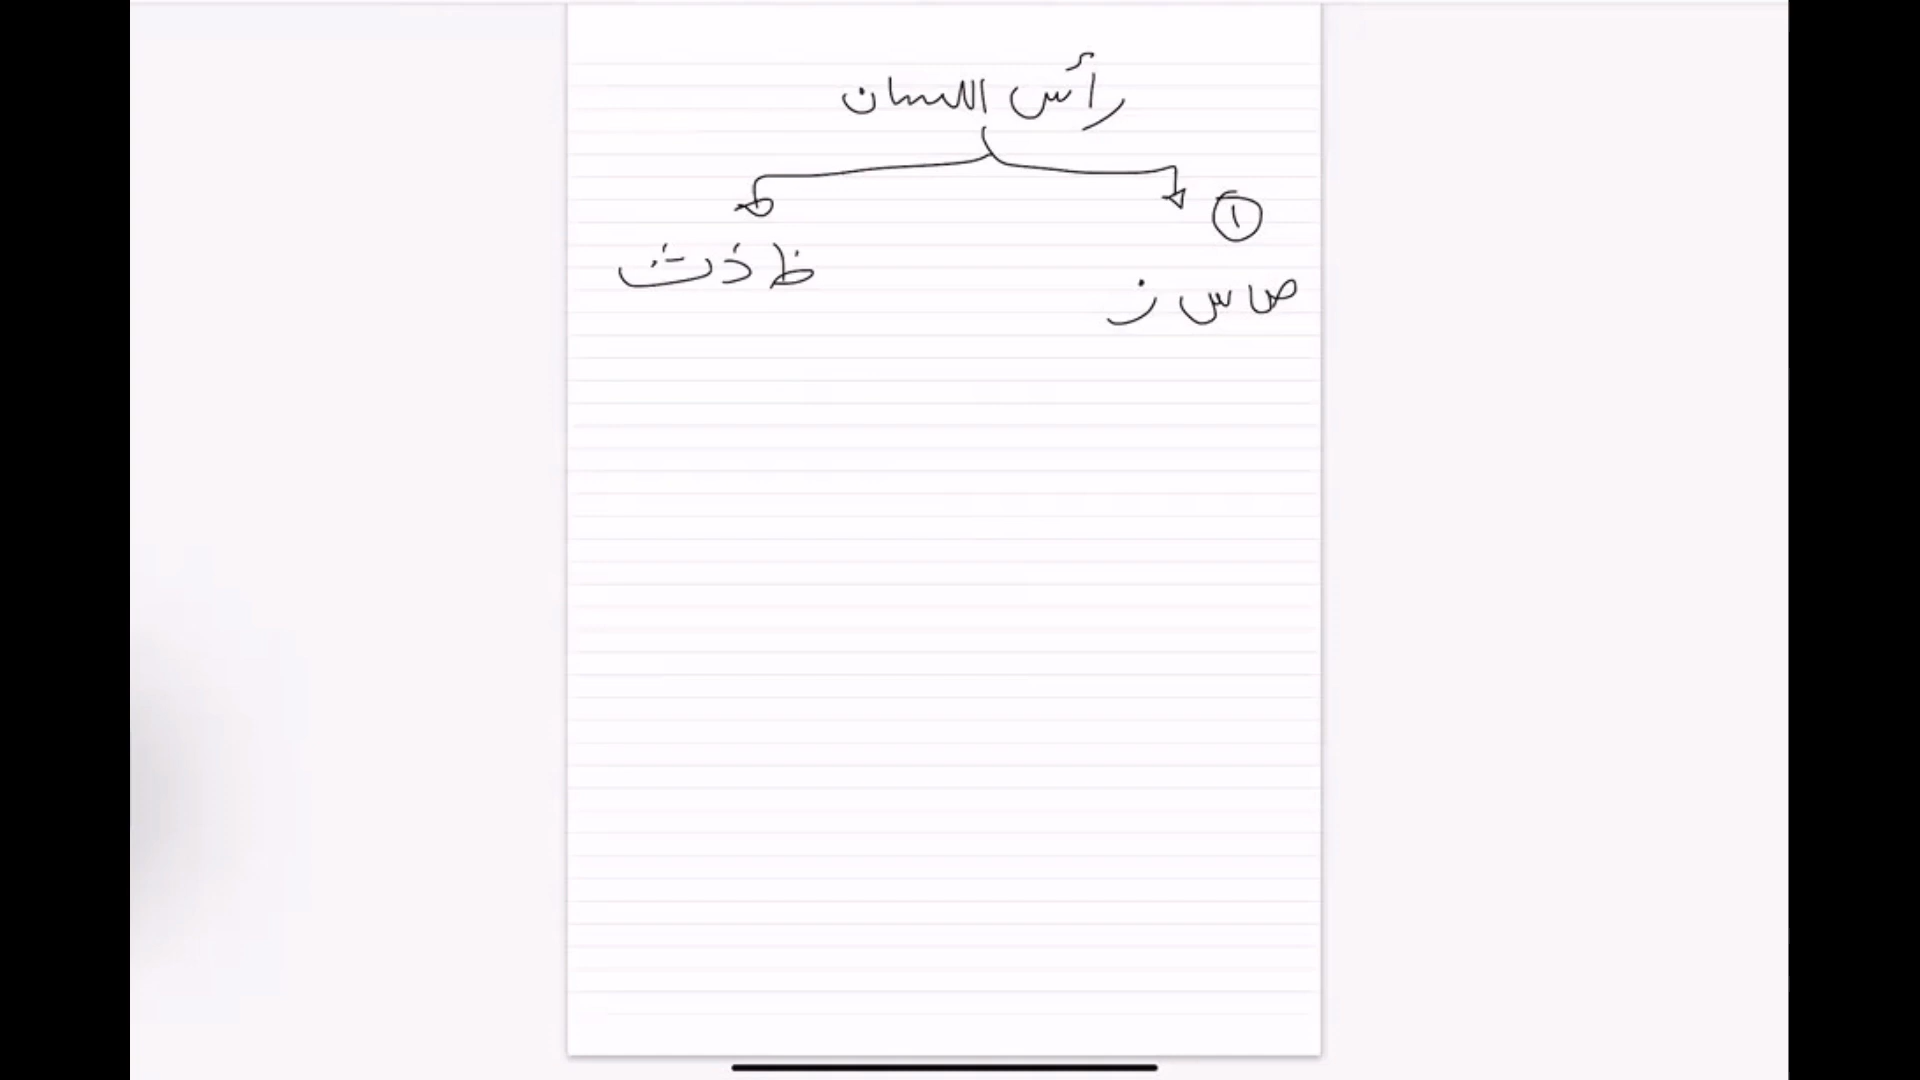 رأس اللسان
١
ص س ز
ظ ذ ث